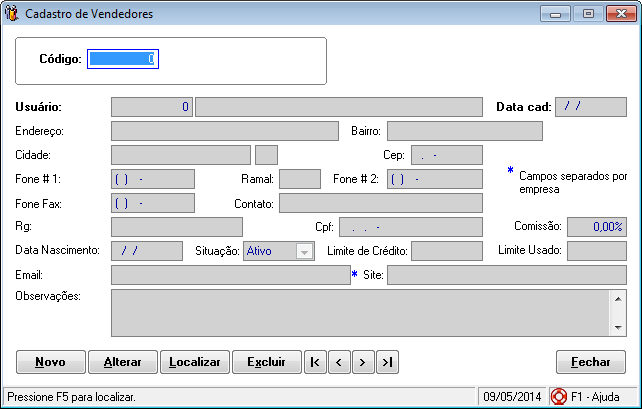 Cadastro de Vendedores
Código: 0
Usuário: 0 Data cad: / /
Endereço: Bairro:
Cidade: Cep: . -
Fone # 1: ( ) - Ramal: Fone # 2: ( ) -
* Campos separados por
empresa
Fone Fax: ( ) - Contato:
Rg: Cpf: . . - Comissão: 0,00%
Data Nascimento: / / Situação: Ativo Limite de Crédito: Limite Usado:
Email: * Site:
Observações:
Novo Alterar Localizar Excluir |< < > >| Fechar
Pressione F5 para localizar. 09/05/2014 F1 - Ajuda